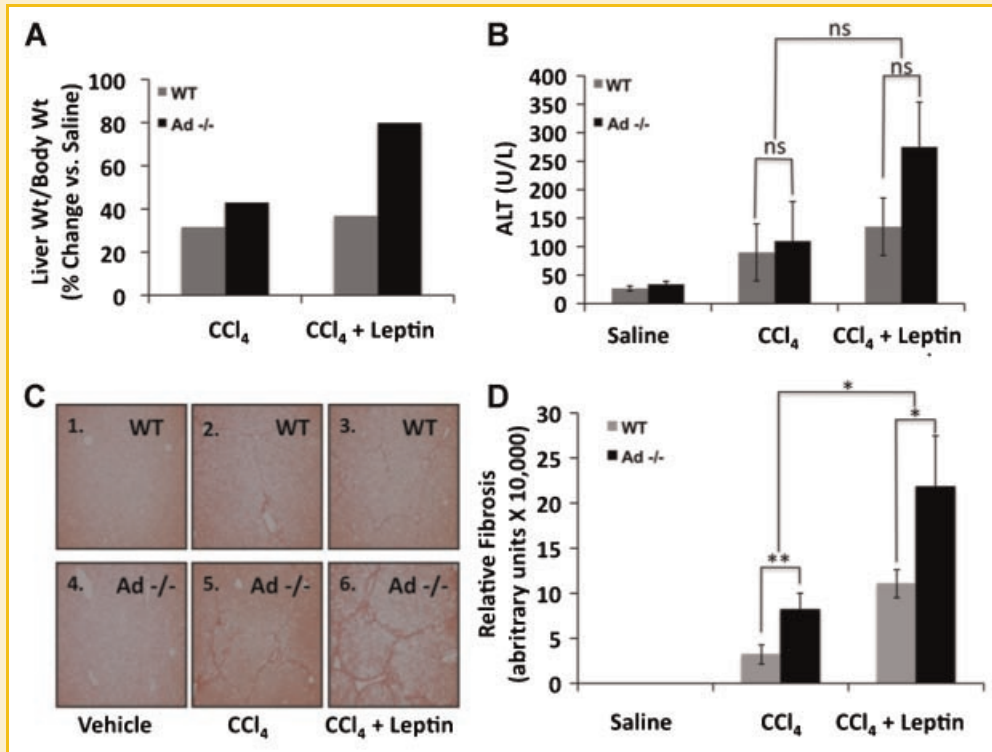 A
Liver Wt/Body Wt
(% Change vs. Saline)
100
80
60
40
20
0
WT
Ad -/-
CCl4
CCl4 + Leptin
B
ALT (U/L)
400
350
300
250
200
150
100
50
0
WT
Ad -/-
ns
ns
ns
Saline
CCl4
CCl4 + Leptin
C
1. WT
2. WT
3. WT
4. Ad -/-
5. Ad -/-
6. Ad -/-
Vehicle
CCl4
CCl4 + Leptin
D
Relative Fibrosis
(abritrary units X 10,000)
30
25
20
15
10
5
0
WT
Ad -/-
*
*
**
Saline
CCl4
CCl4 + Leptin